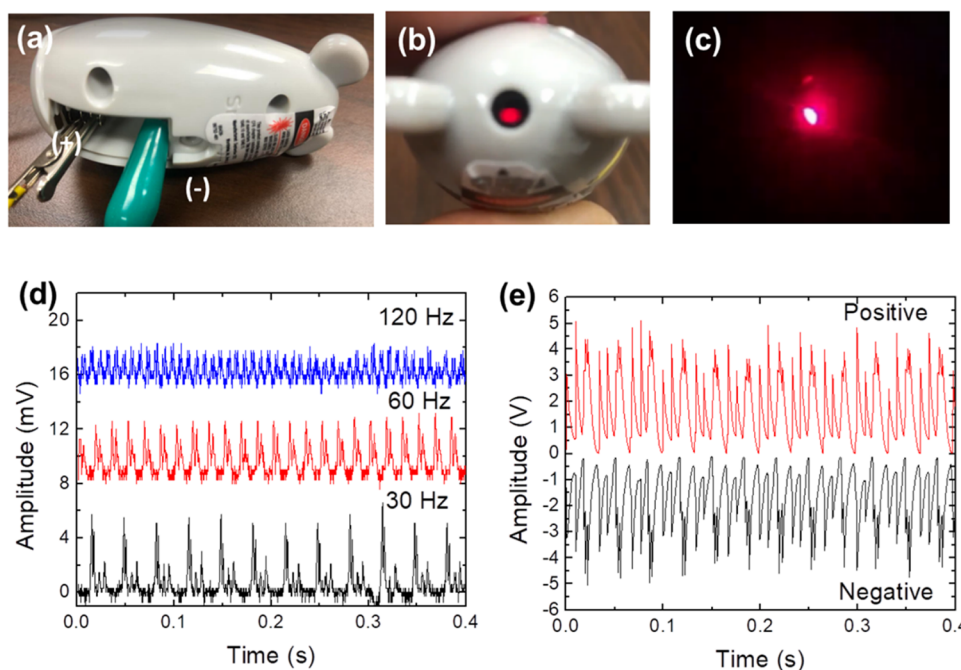 (a)
(+)
(-)
(b)
(c)
(d)
120 Hz
60 Hz
30 Hz
Amplitude (mV)
20
16
12
8
4
0
0.0 0.1 0.2 0.3 0.4
Time (s)
(e)
Positive
Negative
Amplitude (V)
6
5
4
3
2
1
0
-1
-2
-3
-4
-5
-6
0.0 0.1 0.2 0.3 0.4
Time (s)